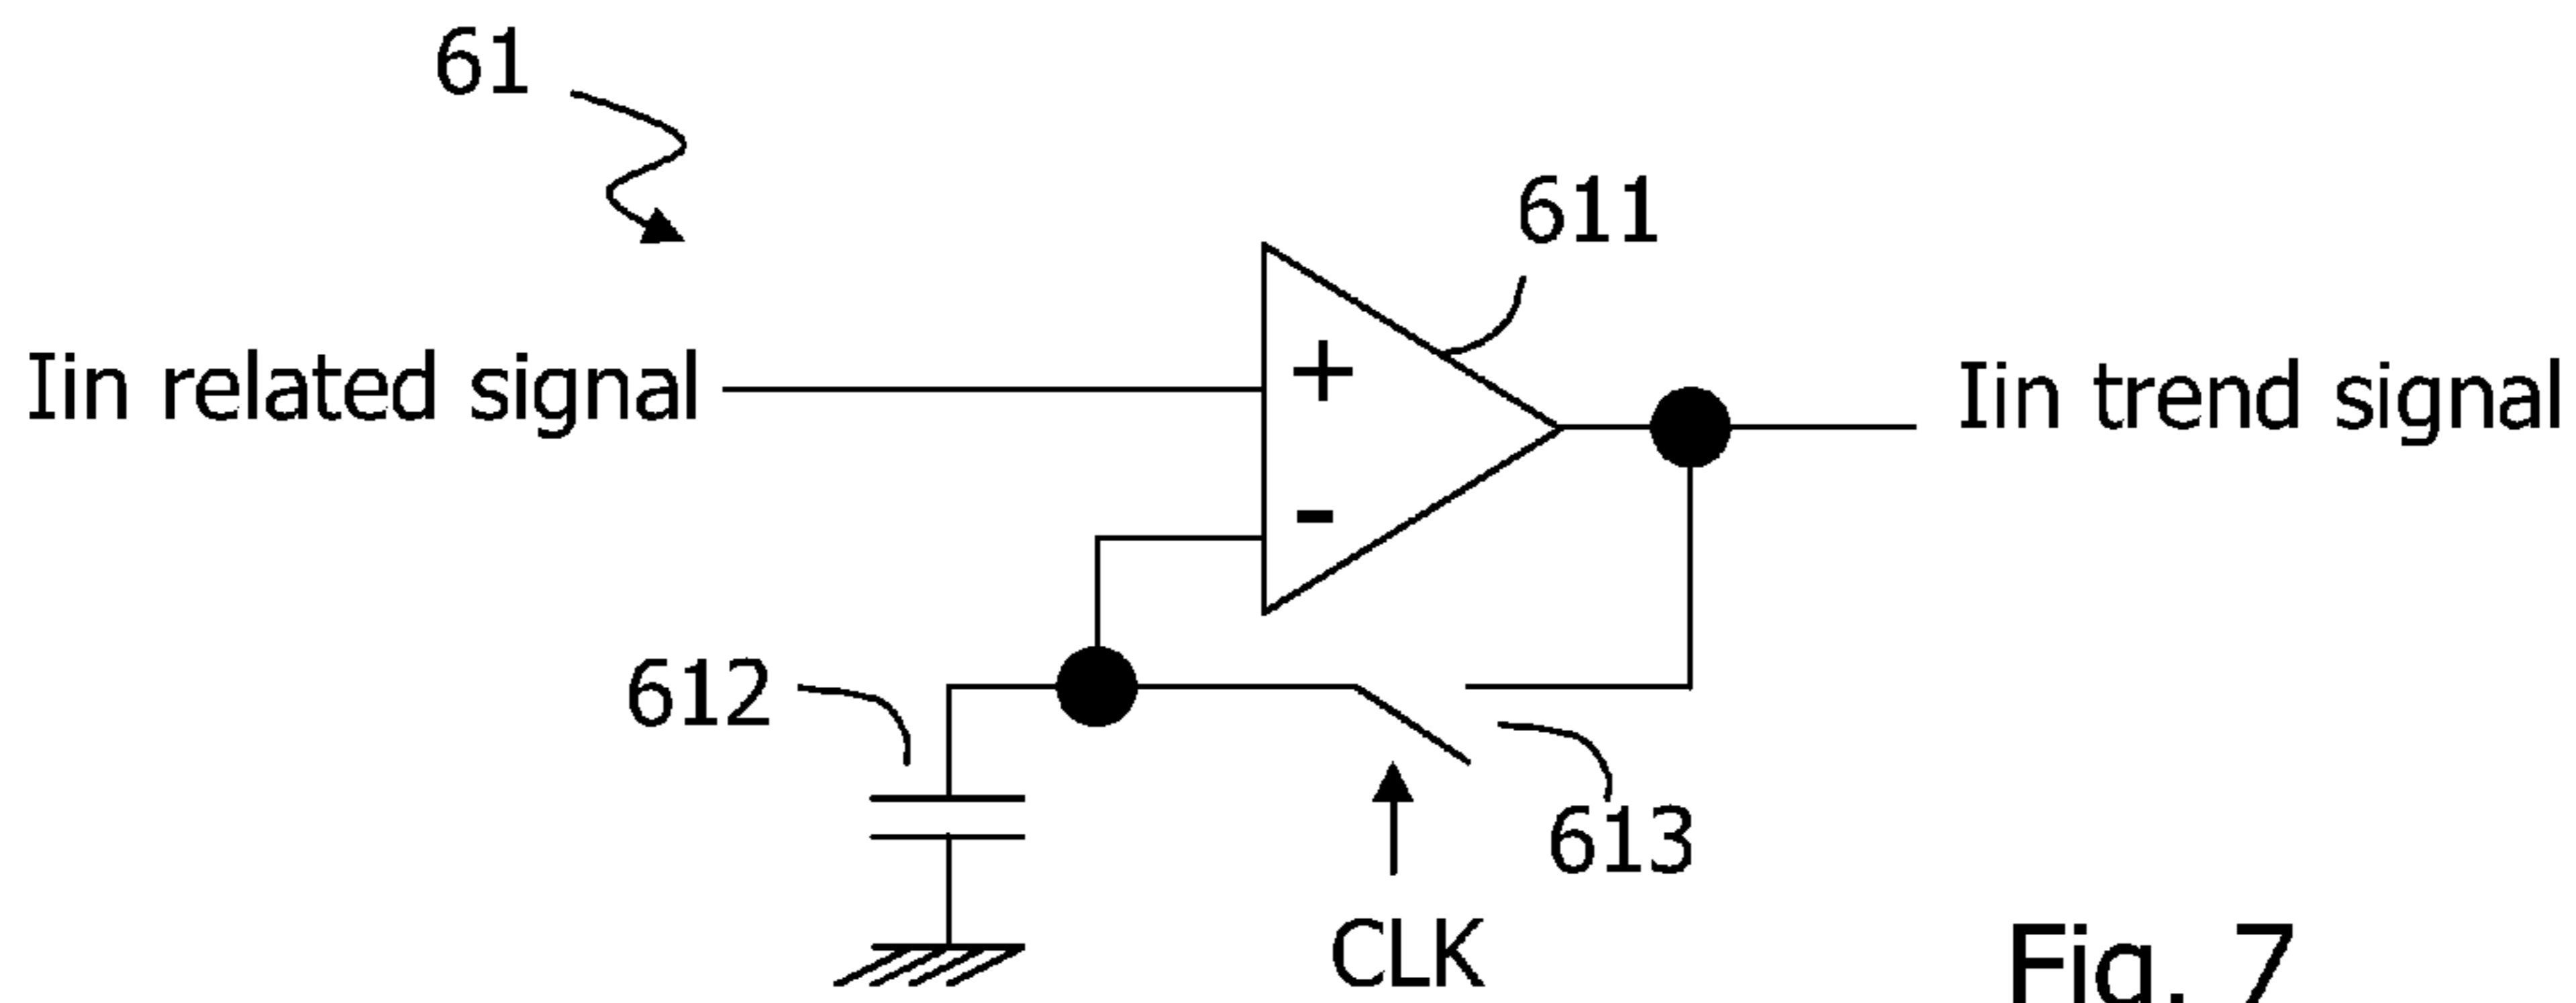 61
611
Iin related signal
+
Iin trend signal
-
612
613
CLK
Fig. 7